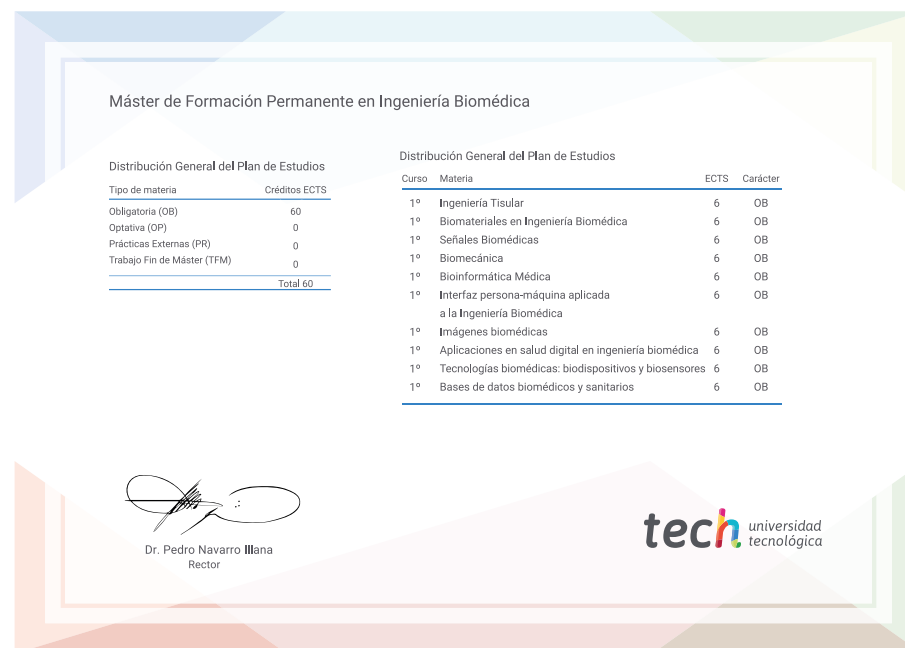 Máster de Formación Permanente en Ingeniería Biomédica
Distribución General del Plan de Estudios
Tipo de materia Créditos ECTS
Obligatoria (OB) 60
Optativa (OP) 0
Prácticas Externas (PR) 0
Trabajo Fin de Máster (TFM) 0
Total 60
Distribución General del Plan de Estudios
Curso Materia ECTS Carácter
1º Ingeniería Tisular 6 OB
1º Biomateriales en Ingeniería Biomédica 6 OB
1º Señales Biomédicas 6 OB
1º Biomecánica 6 OB
1º Bioinformática Médica 6 OB
1º Interfaz persona-máquina aplicada 6 OB
a la Ingeniería Biomédica
1º Imágenes biomédicas 6 OB
1º Aplicaciones en salud digital en ingeniería biomédica 6 OB
1º Tecnologías biomédicas: biodispositivos y biosensores 6 OB
1º Bases de datos biomédicos y sanitarios 6 OB
Dr. Pedro Navarro Illana
Rector
tech universidad
tecnológica